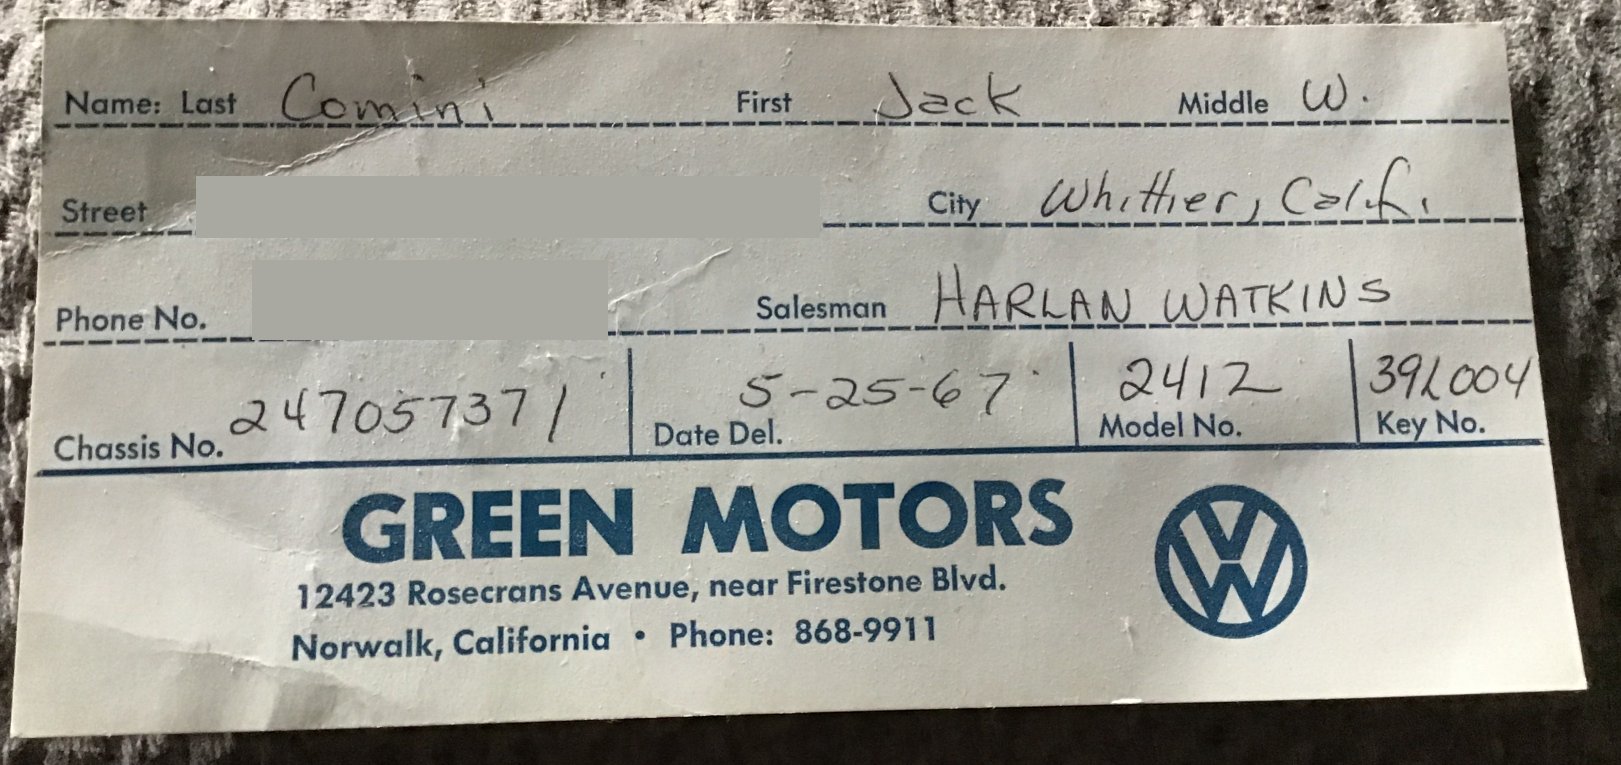 Name: Last Comini First Jack Middle W.
Street City Whittier, Calif.
Phone No. Salesman HARLAN WATKINS
Chassis No. 247057371 Date Del. 5-25-67 Model No. 2412 Key No. 39L004
GREEN MOTORS VW
12423 Rosecrans Avenue, near Firestone Blvd.
Norwalk, California • Phone: 868-9911